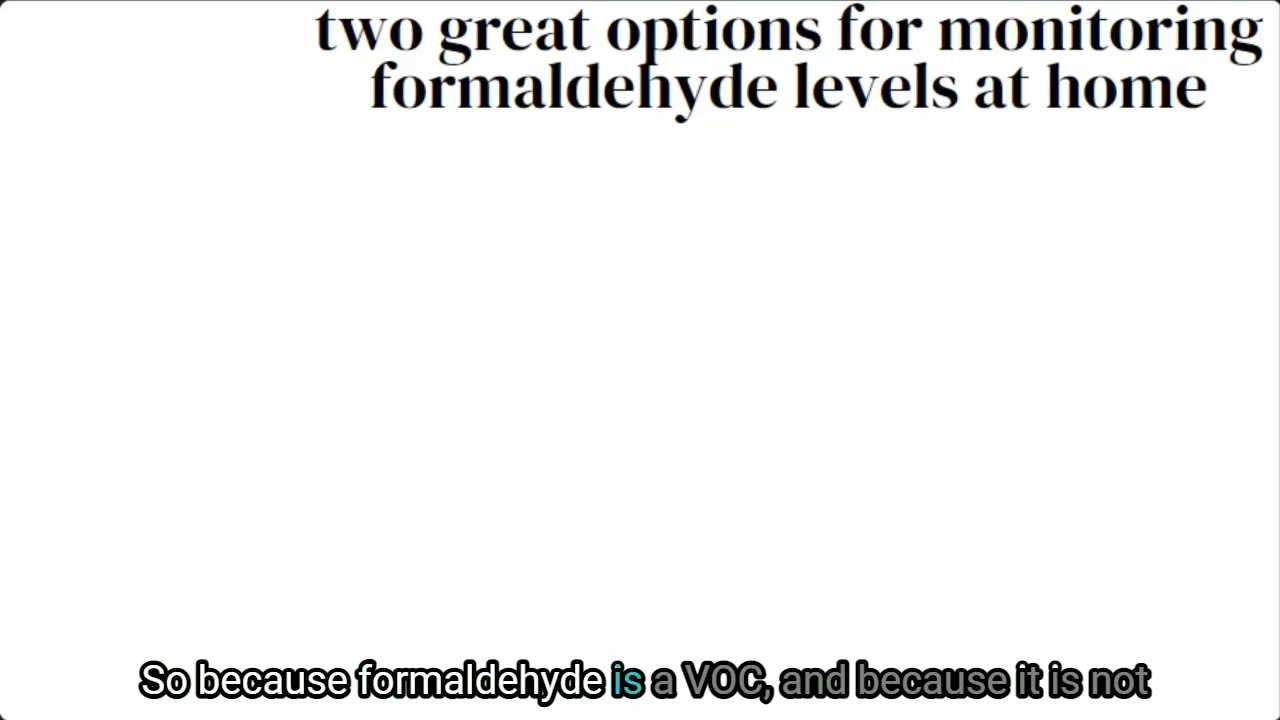 two great options for monitoring
formaldehyde levels at home
So because formaldehyde is a VOC, and because it is not